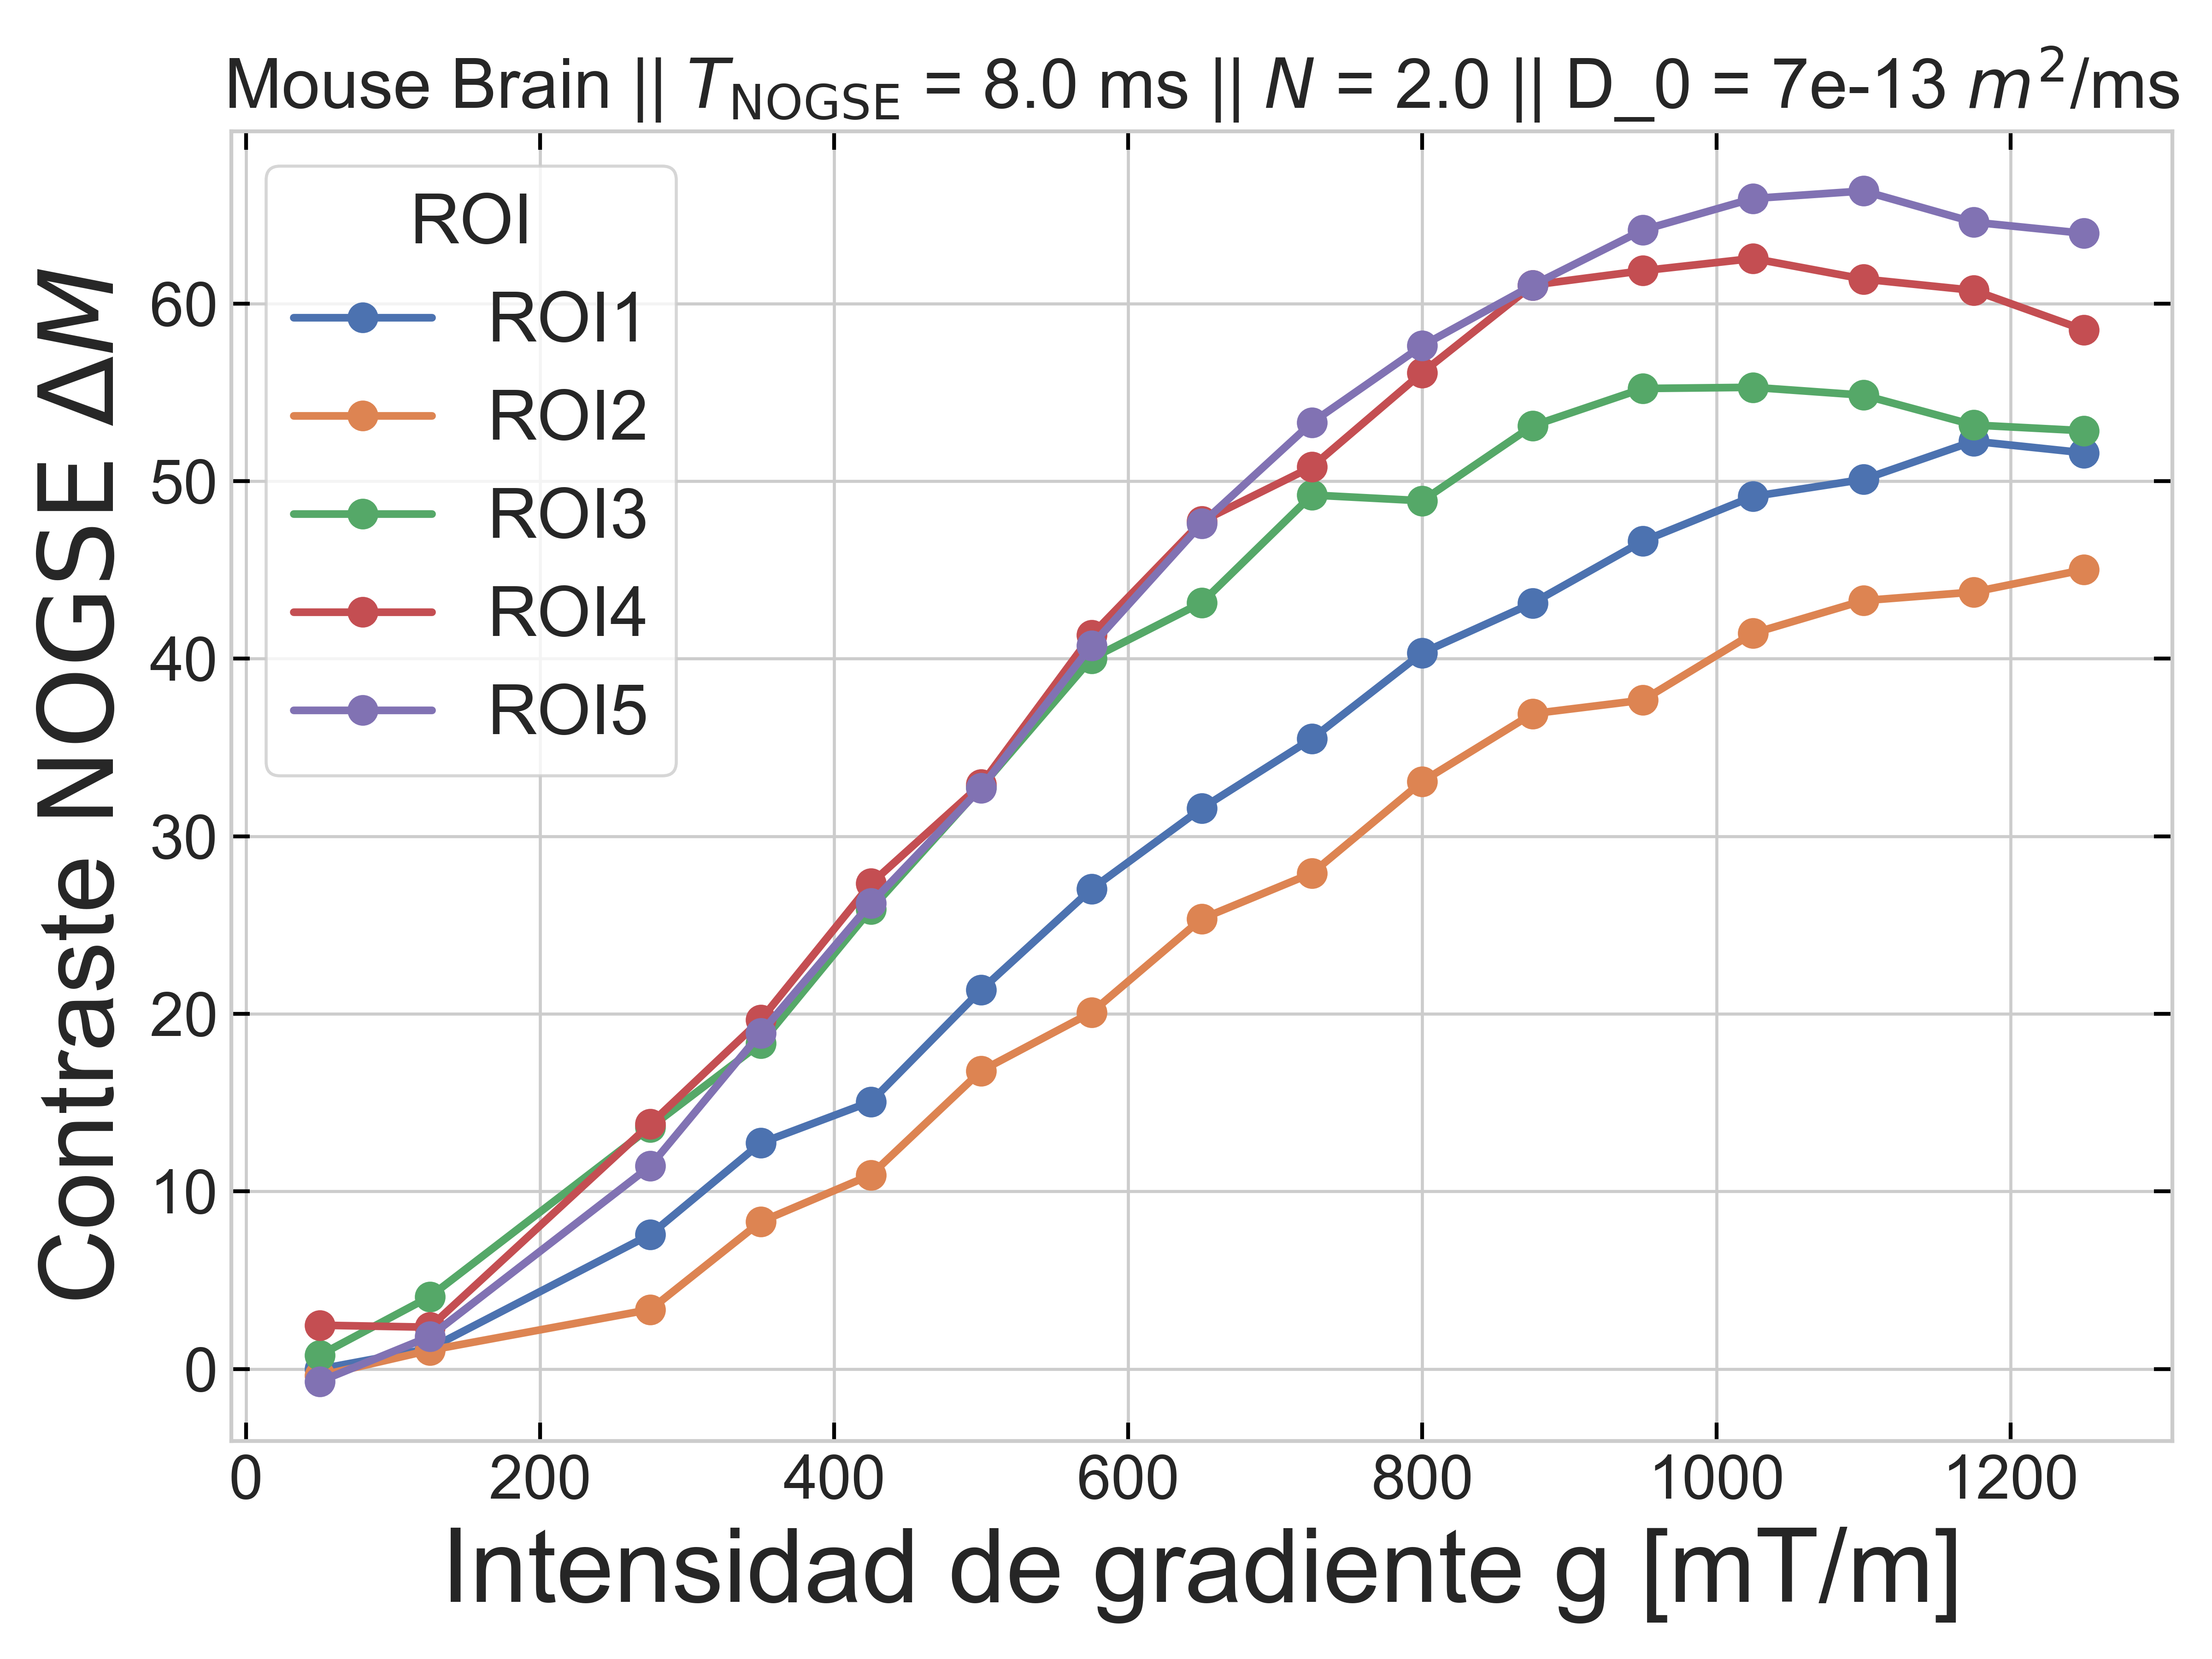 Mouse Brain || T_NOGSE = 8.0 ms || N = 2.0 || D_0 = 7e-13 m²/ms
Contraste NOGSE ΔM
60
50
40
30
20
10
0
ROI
ROI1
ROI2
ROI3
ROI4
ROI5
0 200 400 600 800 1000 1200
Intensidad de gradiente g [mT/m]